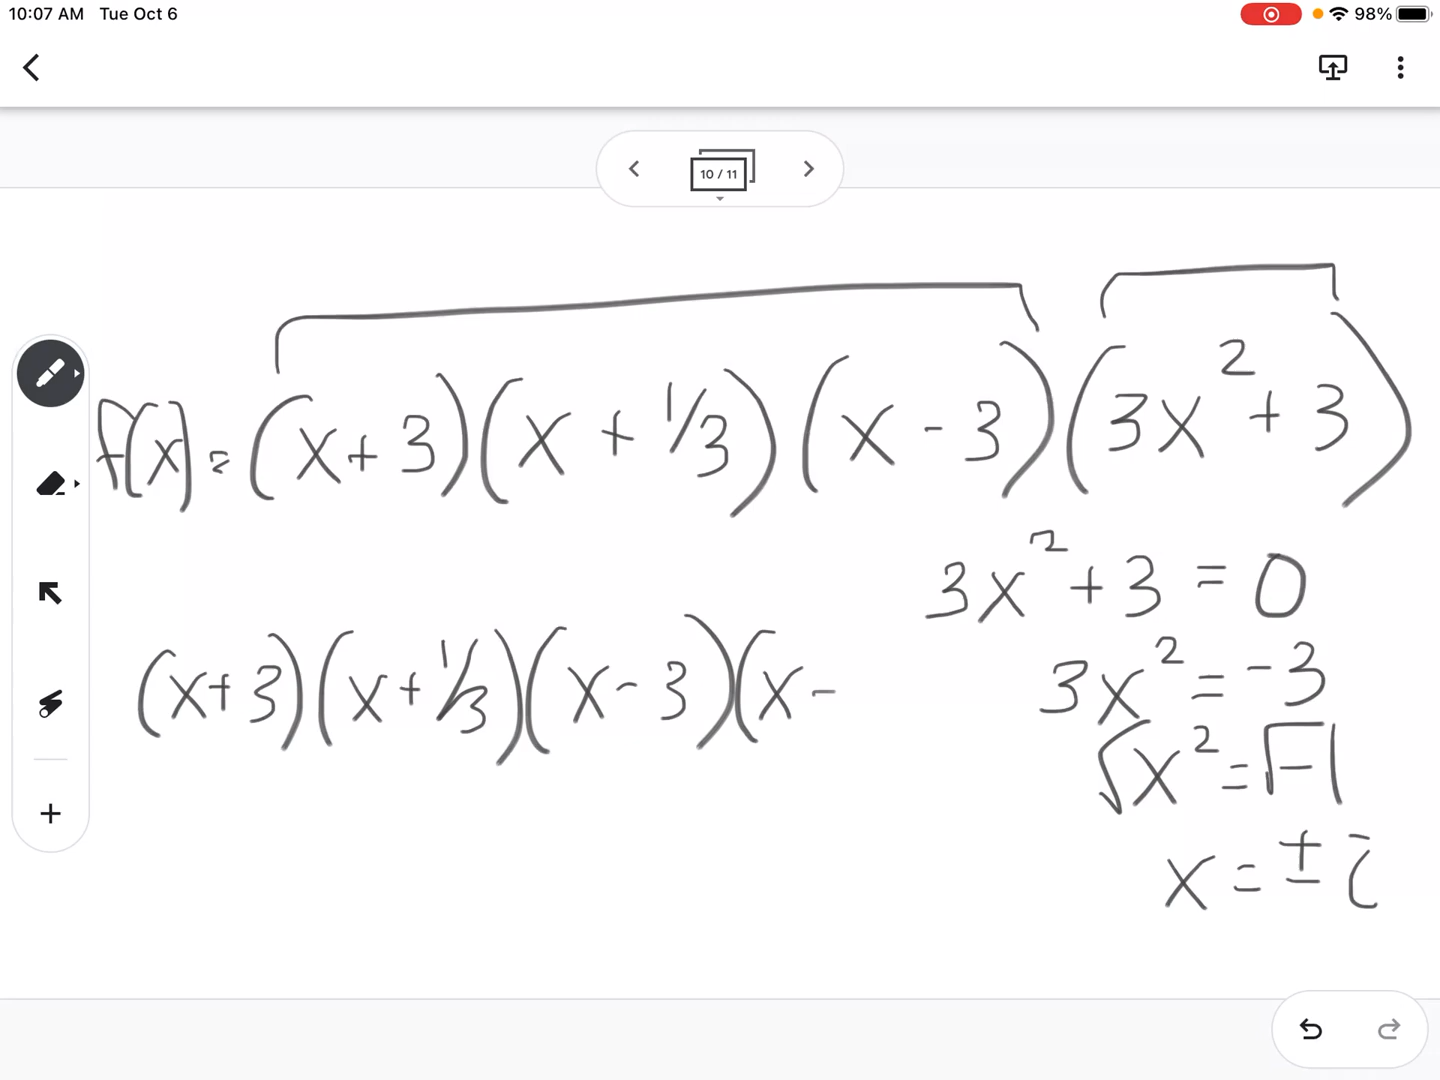 10:07 AM Tue Oct 6 98%
10 / 11
f(x) = (x + 3)(x + 1/3)(x - 3)(3x² + 3)
3x² + 3 = 0
(x + 3)(x + 1/3)(x - 3)(x -
3x² = -3
√x² = √-1
x = ± i